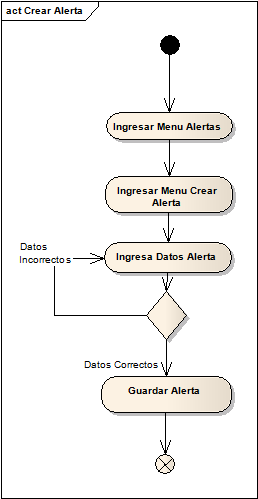 act Crear Alerta
Ingresar Menu Alertas
Ingresar Menu Crear
Alerta
Datos
Incorrectos
Ingresa Datos Alerta
Datos Correctos
Guardar Alerta